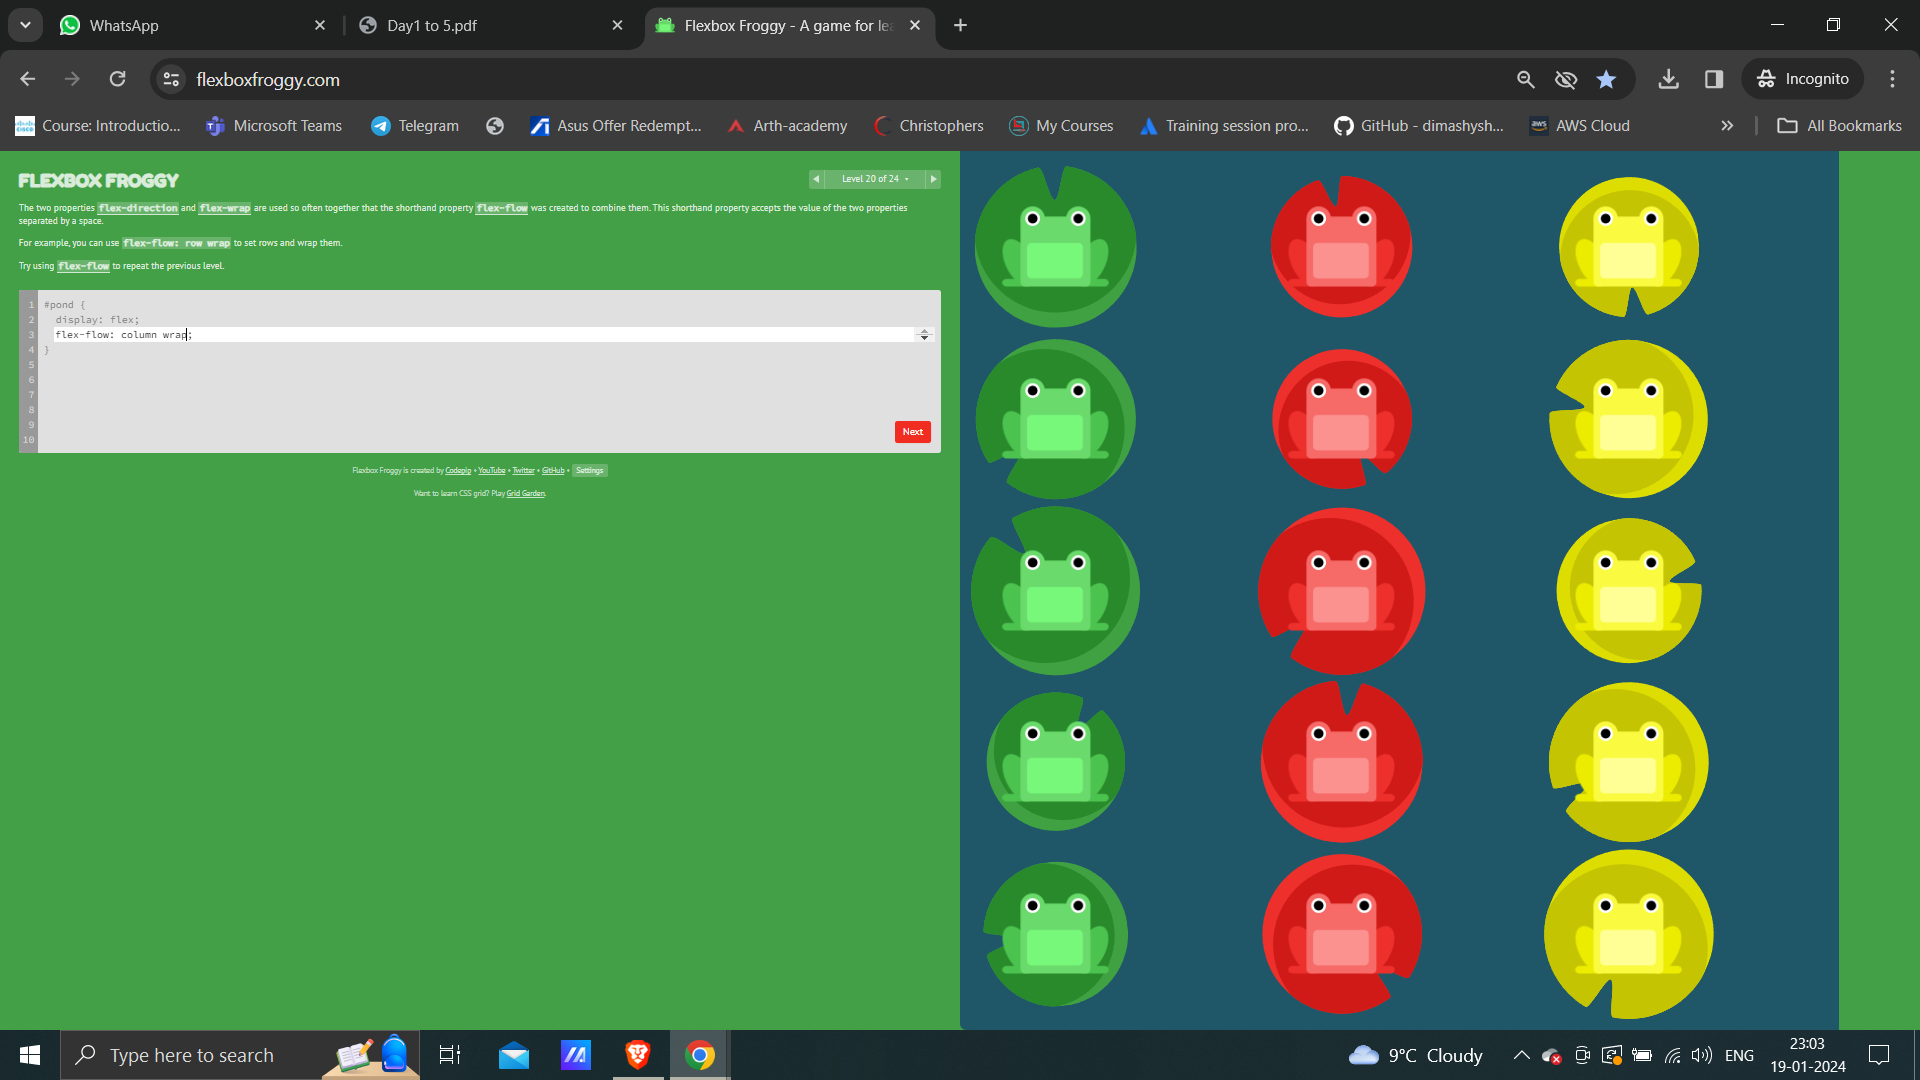 WhatsApp
Day1 to 5.pdf
Flexbox Froggy - A game for le
flexboxfroggy.com
Incognito
Course: Introductio...
Microsoft Teams
Telegram
Asus Offer Redempt...
Arth-academy
Christophers
My Courses
Training session pro...
GitHub - dimashysh...
AWS Cloud
All Bookmarks
FLEXBOX FROGGY
Level 20 of 24
The two properties flex-direction and flex-wrap are used so often together that the shorthand property flex-flow was created to combine them. This shorthand property accepts the value of the two properties
separated by a space.
For example, you can use flex-flow: row wrap to set rows and wrap them.
Try using flex-flow to repeat the previous level.
1 #pond {
2 display: flex;
3 flex-flow: column wrap;
4 }
5
6
7
8
9
10
Next
Flexbox Froggy is created by Codepip • YouTube • Twitter • GitHub • Settings
Want to learn CSS grid? Play Grid Garden.
Type here to search
9°C Cloudy
ENG
23:03
19-01-2024